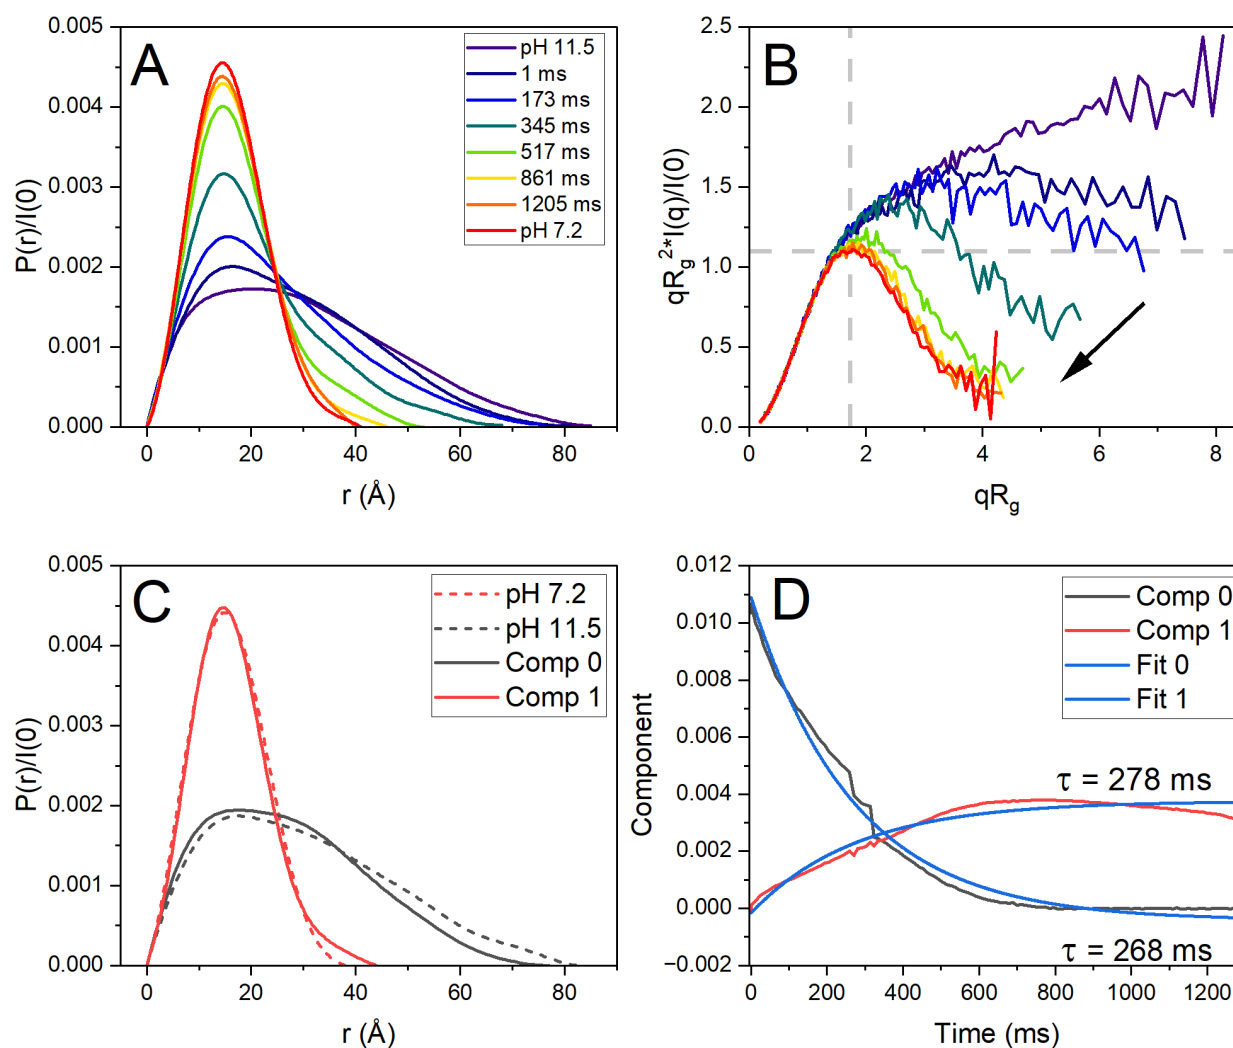 A
0.005
0.004
0.003
0.002
0.001
0.000
P(r)/I(0)
0 20 40 60 80
r (Å)
pH 11.5
1 ms
173 ms
345 ms
517 ms
861 ms
1205 ms
pH 7.2
B
2.5
2.0
1.5
1.0
0.5
0.0
qRg²*I(q)/I(0)
0 2 4 6 8
qRg
C
0.005
0.004
0.003
0.002
0.001
0.000
P(r)/I(0)
0 20 40 60 80
r (Å)
pH 7.2
pH 11.5
Comp 0
Comp 1
D
0.012
0.010
0.008
0.006
0.004
0.002
0.000
−0.002
Component
0 200 400 600 800 1000 1200
Time (ms)
Comp 0
Comp 1
Fit 0
Fit 1
τ = 278 ms
τ = 268 ms